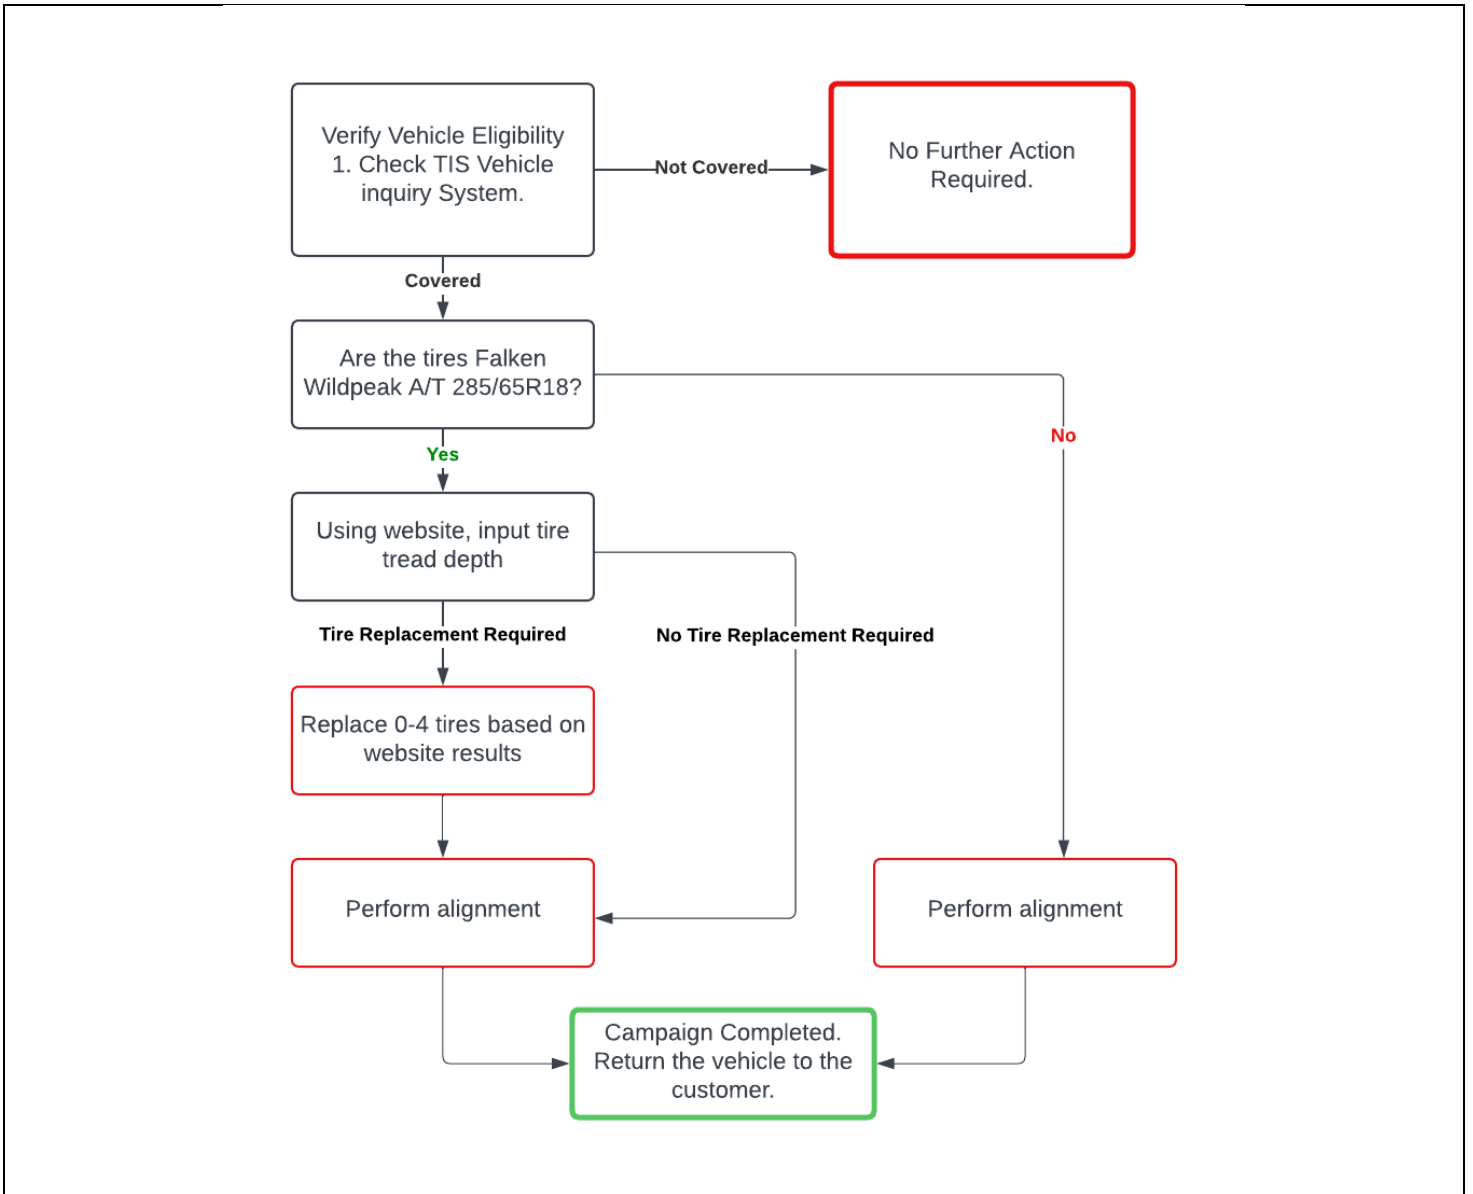 Verify Vehicle Eligibility
1. Check TIS Vehicle
inquiry System.
Not Covered
No Further Action
Required.
Covered
Are the tires Falken
Wildpeak A/T 285/65R18?
No
Yes
Using website, input tire
tread depth
Tire Replacement Required
No Tire Replacement Required
Replace 0-4 tires based on
website results
Perform alignment
Perform alignment
Campaign Completed.
Return the vehicle to the
customer.